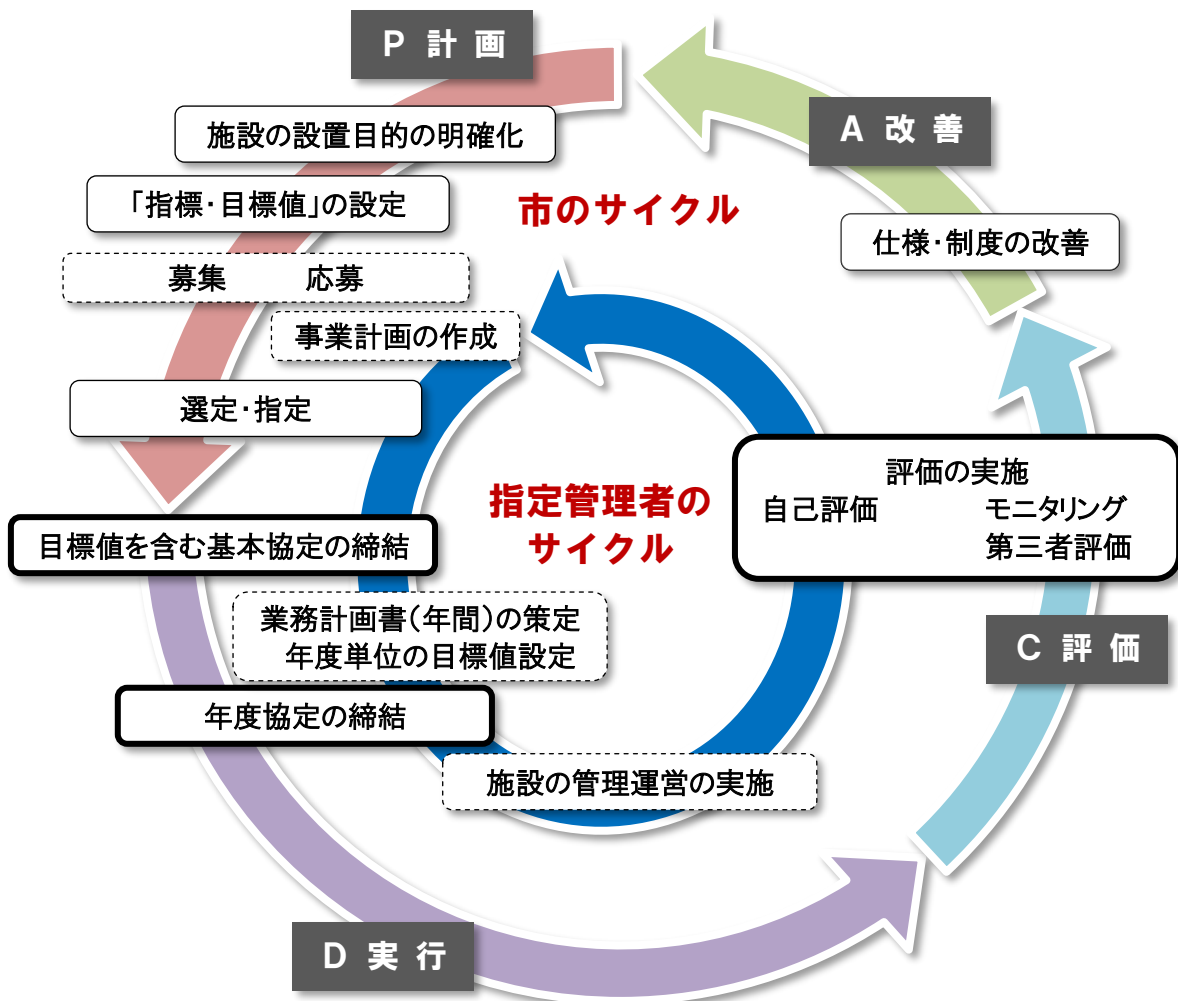 P 計 画
A 改 善
施設の設置目的の明確化
「指標・目標値」の設定
市のサイクル
仕様・制度の改善
募集 応募
事業計画の作成
選定・指定
指定管理者の
サイクル
評価の実施
自己評価 モニタリング
第三者評価
目標値を含む基本協定の締結
業務計画書(年間)の策定
年度単位の目標値設定
C 評 価
年度協定の締結
施設の管理運営の実施
D 実 行